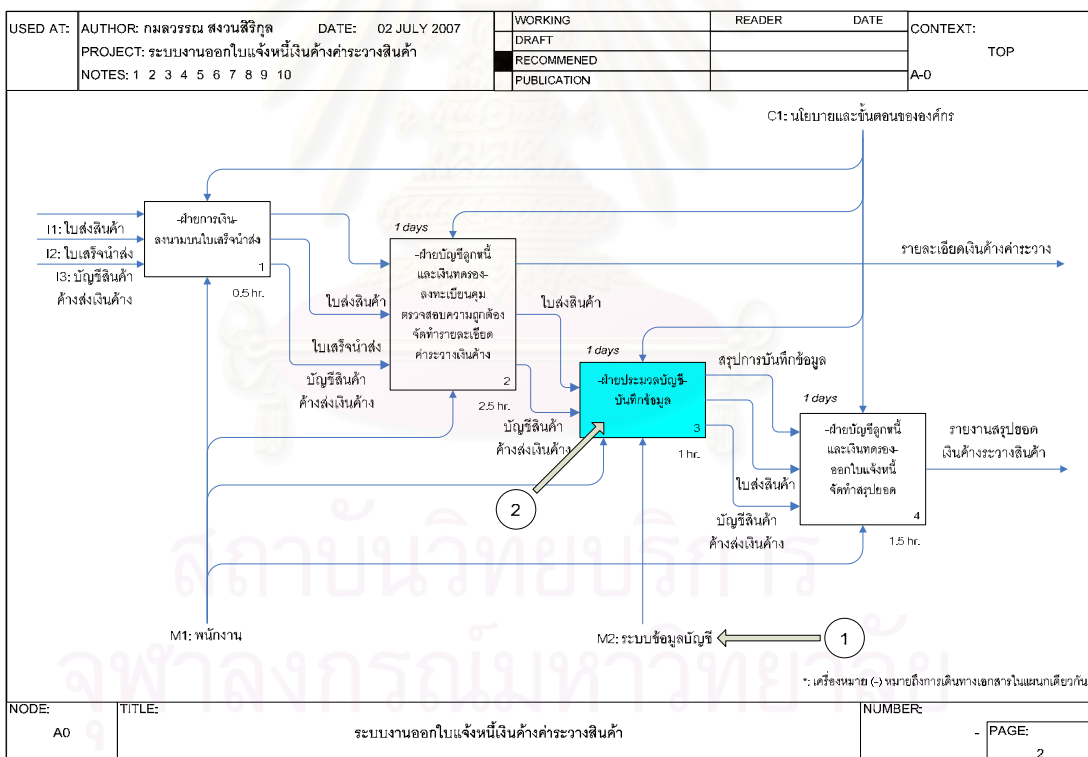 USED AT:
AUTHOR: กมลวรรณ สงวนสิริกุล DATE: 02 JULY 2007
PROJECT: ระบบงานออกใบแจ้งหนี้เงินค้างค่าระวางสินค้า
NOTES: 1 2 3 4 5 6 7 8 9 10
WORKING
DRAFT
RECOMMENED
PUBLICATION
READER DATE
CONTEXT:
TOP
A-0
C1: นโยบายและขั้นตอนขององค์กร
I1: ใบส่งสินค้า
I2: ใบเสร็จนำส่ง
I3: บัญชีสินค้า
ค้างส่งเงินค้าง
-ฝ่ายการเงิน-
ลงนามบนใบเสร็จนำส่ง
1
0.5 hr.
ใบส่งสินค้า
ใบเสร็จนำส่ง
บัญชีสินค้า
ค้างส่งเงินค้าง
1 days
-ฝ่ายบัญชีลูกหนี้
และเงินทดรอง-
ลงทะเบียนคุม
ตรวจสอบความถูกต้อง
จัดทำรายละเอียด
ค่าระวางเงินค้าง
2
2.5 hr.
รายละเอียดเงินค้างค่าระวาง
ใบส่งสินค้า
บัญชีสินค้า
ค้างส่งเงินค้าง
1 days
-ฝ่ายประมวลบัญชี-
บันทึกข้อมูล
3
1 hr.
สรุปการบันทึกข้อมูล
ใบส่งสินค้า
บัญชีสินค้า
ค้างส่งเงินค้าง
1 days
-ฝ่ายบัญชีลูกหนี้
และเงินทดรอง-
ออกใบแจ้งหนี้
จัดทำสรุปยอด
4
1.5 hr.
รายงานสรุปยอด
เงินค้างระวางสินค้า
2
M1: พนักงาน
M2: ระบบข้อมูลบัญชี
1
สถาบันวิทยบริการ
จุฬาลงกรณ์มหาวิทยาลัย
*: เครื่องหมาย (-) หมายถึงการเดินทางเอกสารในแผนกเดียวกัน
NODE:
A0
TITLE:
ระบบงานออกใบแจ้งหนี้เงินค้างค่าระวางสินค้า
NUMBER:
-
PAGE:
2